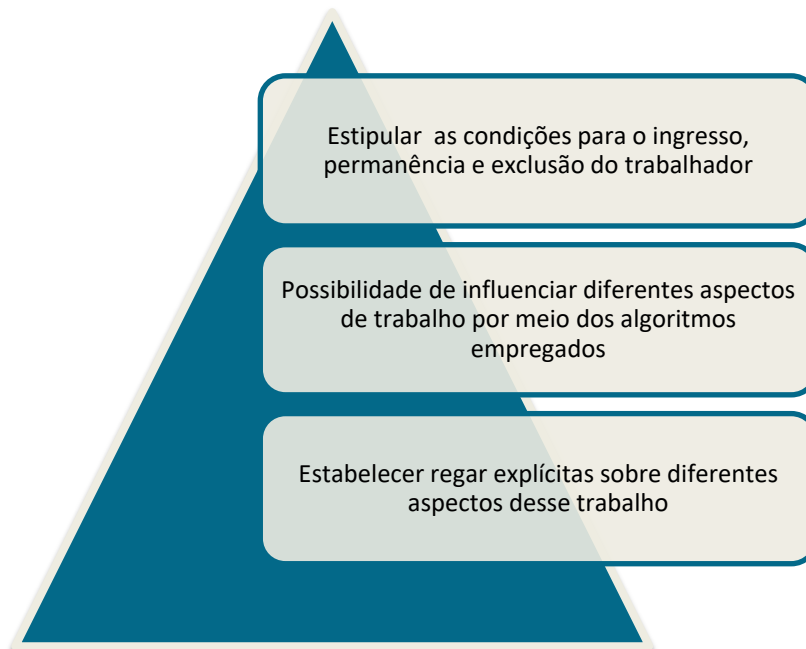 Estipular as condições para o ingresso,
permanência e exclusão do trabalhador
Possibilidade de influenciar diferentes aspectos
de trabalho por meio dos algoritmos
empregados
Estabelecer regar explícitas sobre diferentes
aspectos desse trabalho